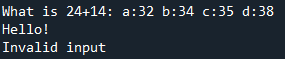 What is 24+14: a:32 b:34 c:35 d:38
Hello!
Invalid input